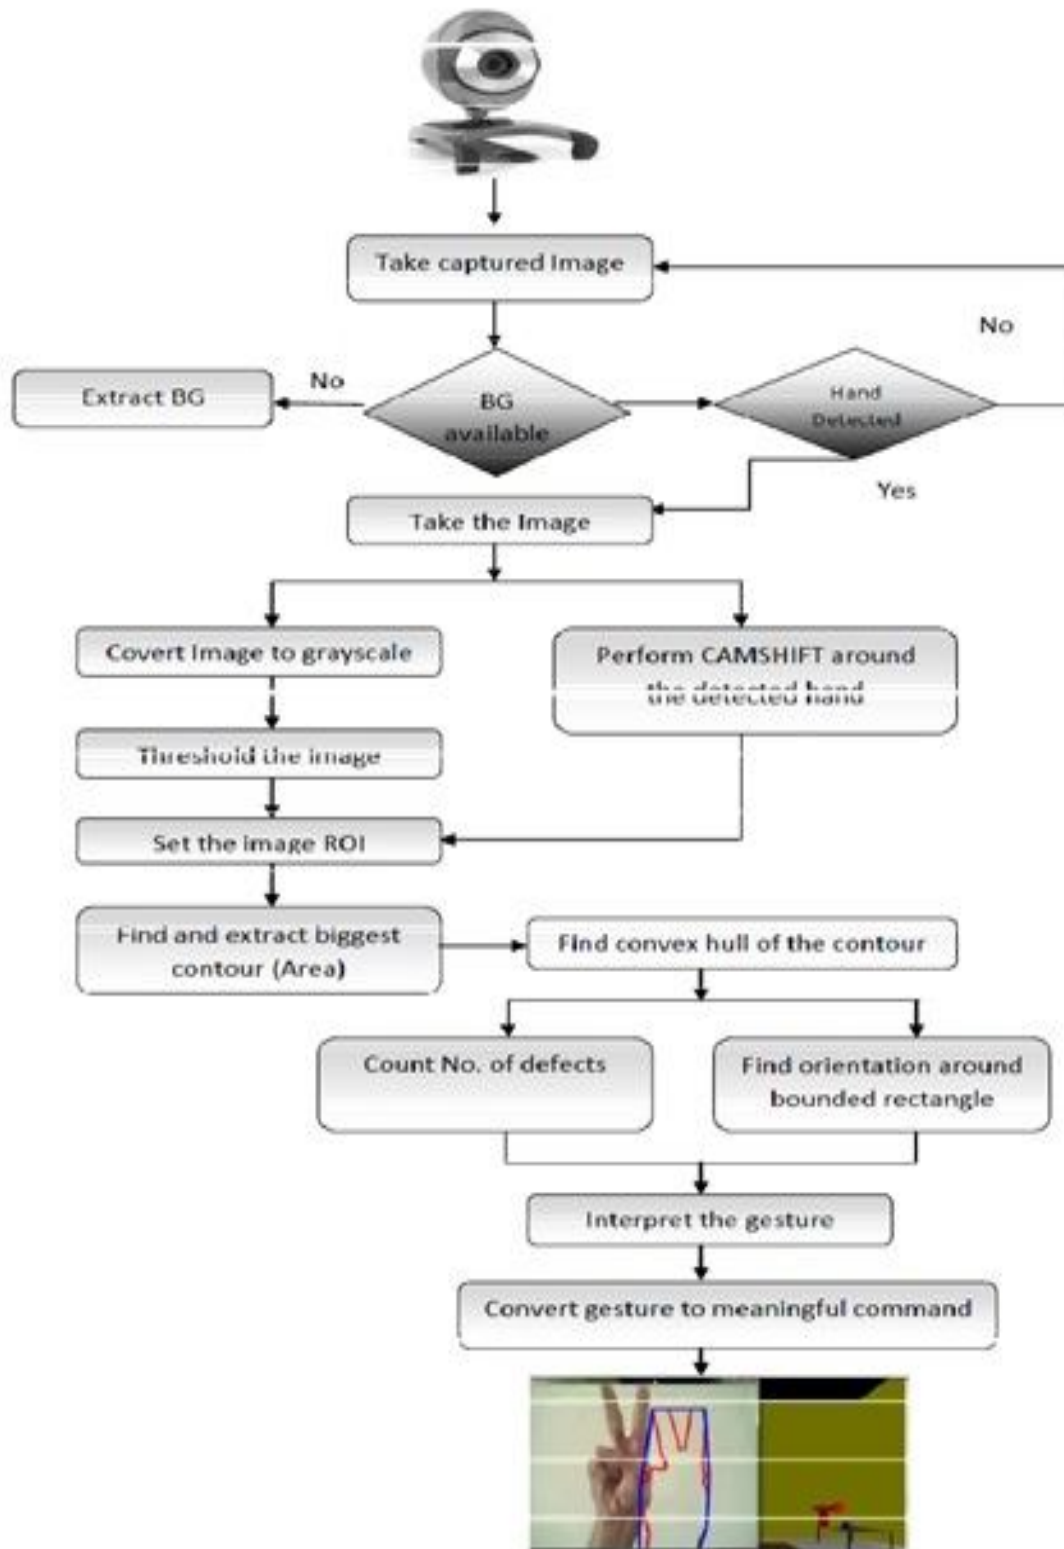 Take captured Image
No
Extract BG
No
BG
available
Hand
Detected
Yes
Take the Image
Covert Image to grayscale
Perform CAMSHIFT around
the detected hand
Threshold the image
Set the image ROI
Find and extract biggest
contour (Area)
Find convex hull of the contour
Count No. of defects
Find orientation around
bounded rectangle
Interpret the gesture
Convert gesture to meaningful command